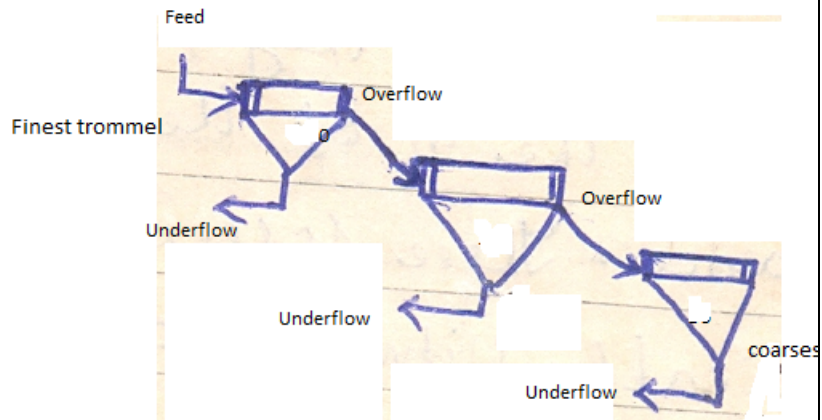 Feed
Overflow
Finest trommel
Overflow
Underflow
Underflow
coarses
Underflow